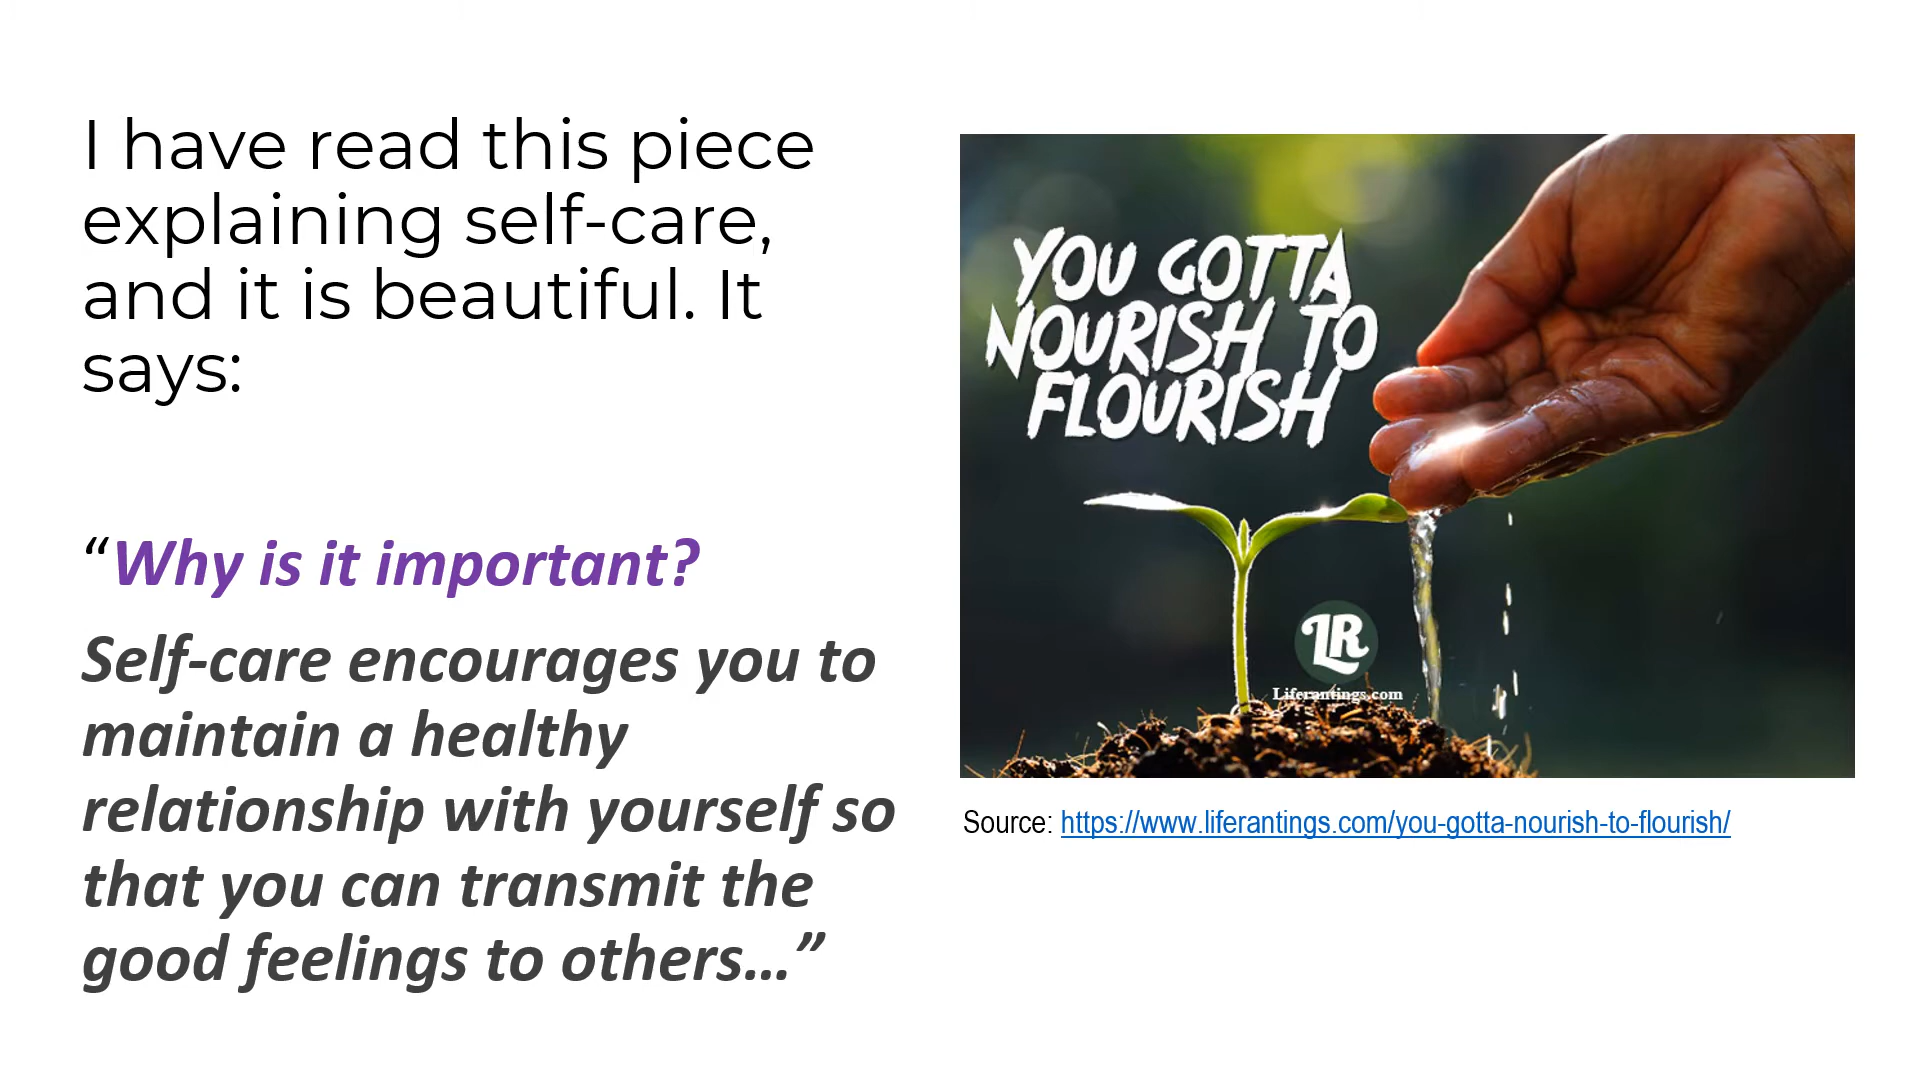 I have read this piece
explaining self-care,
and it is beautiful. It
says:
“Why is it important?
Self-care encourages you to
maintain a healthy
relationship with yourself so
that you can transmit the
good feelings to others…”
YOU GOTTA
NOURISH TO
FLOURISH
LR
Liferantings.com
Source: https://www.liferantings.com/you-gotta-nourish-to-flourish/